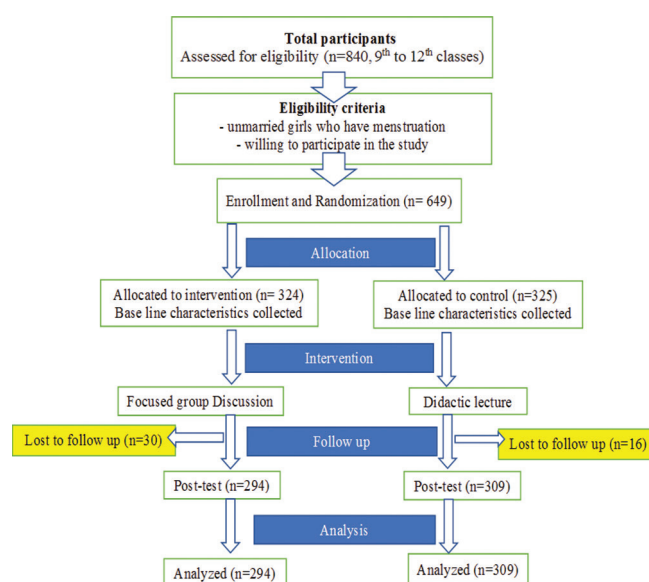 Total participants
Assessed for eligibility (n=840, 9th to 12th classes)
Eligibility criteria
- unmarried girls who have menstruation
- willing to participate in the study
Enrollment and Randomization (n= 649)
Allocation
Allocated to intervention (n= 324)
Base line characteristics collected
Allocated to control (n=325)
Base line characteristics collected
Intervention
Focused group Discussion
Didactic lecture
Lost to follow up (n=30)
Follow up
Lost to follow up (n=16)
Post-test (n=294)
Post-test (n=309)
Analysis
Analyzed (n=294)
Analyzed (n=309)